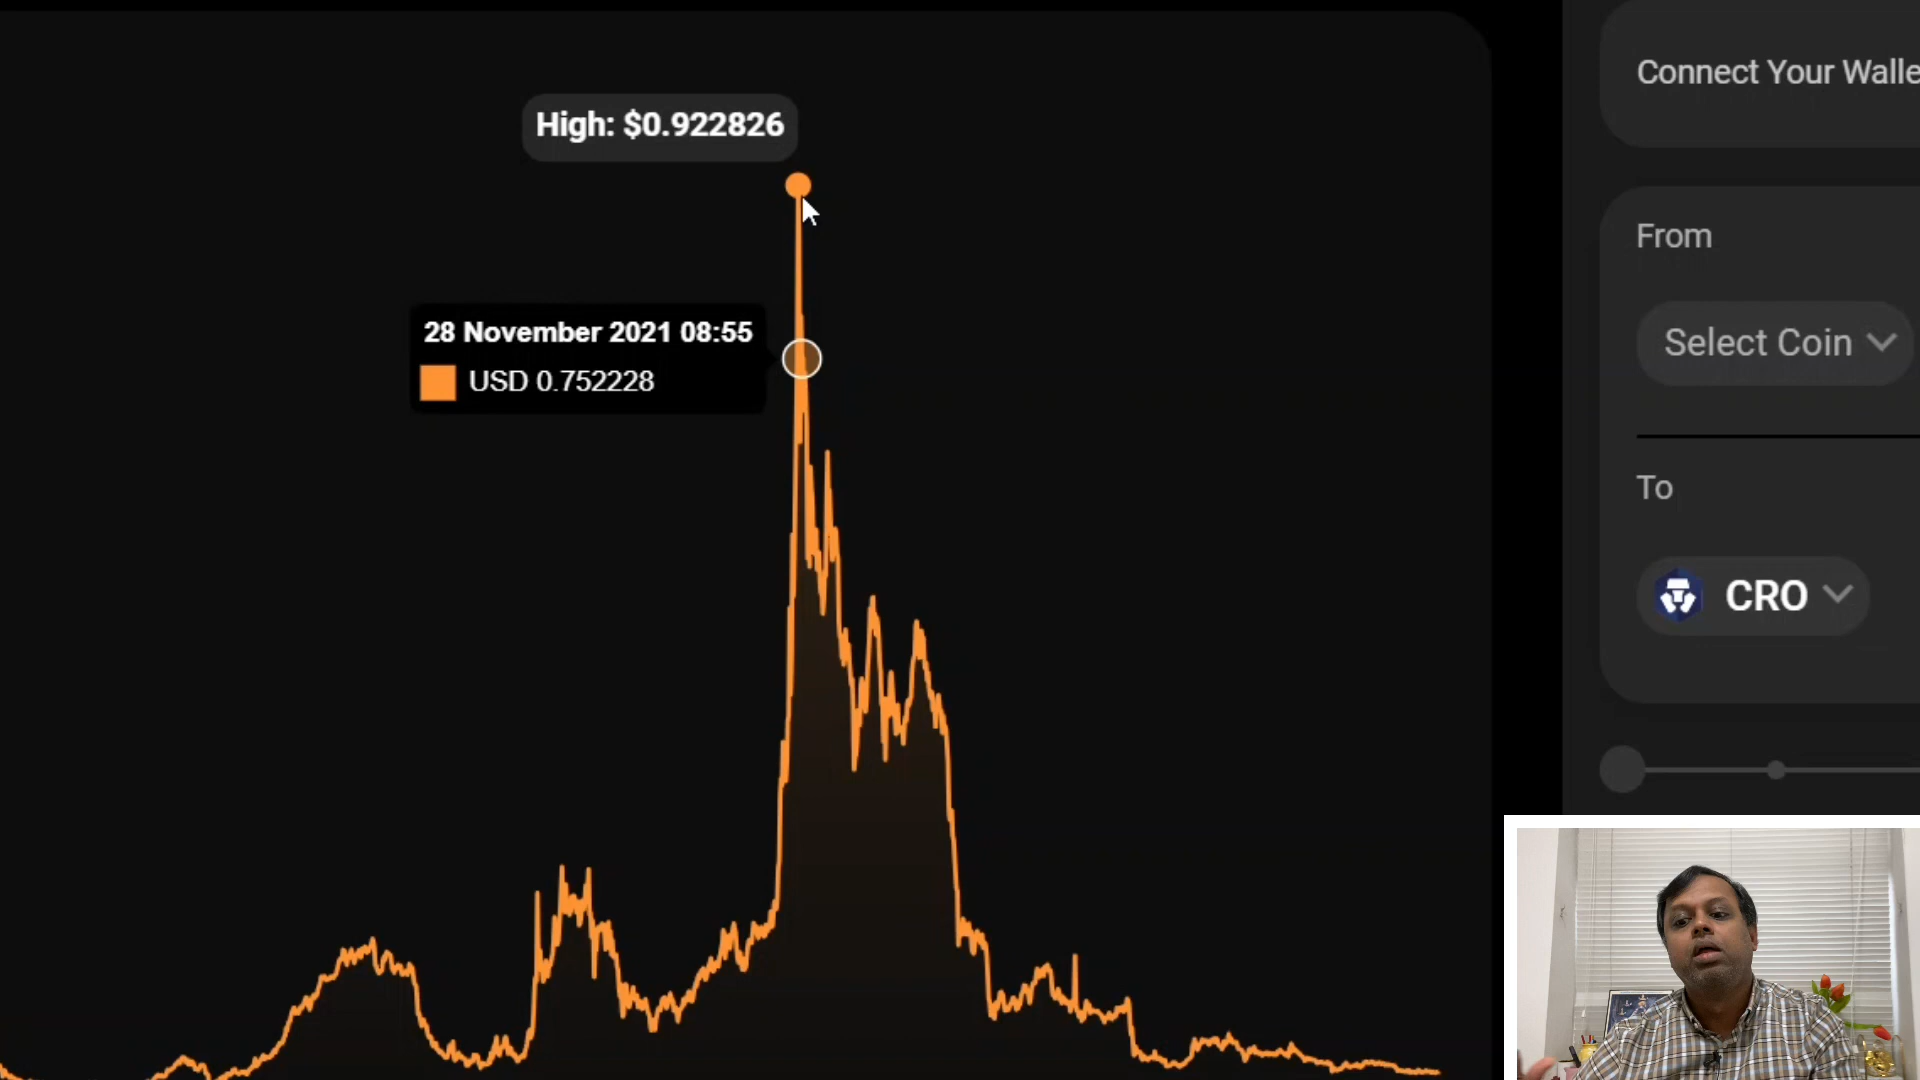 Connect Your Walle
High: $0.922826
From
28 November 2021 08:55
Select Coin
USD 0.752228
To
CRO